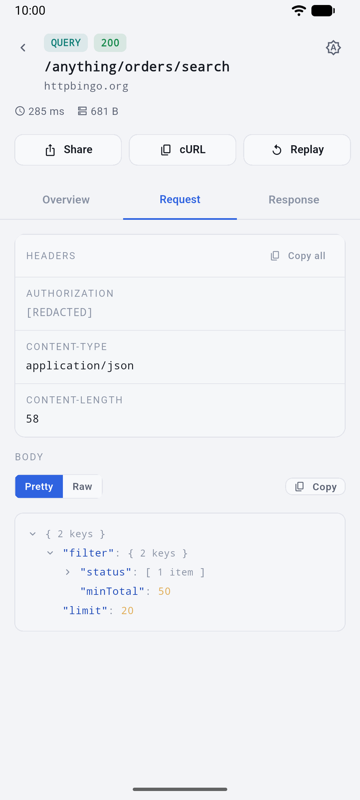 10:00
QUERY 200
/anything/orders/search
httpbingo.org
285 ms 681 B
Share cURL Replay
Overview Request Response
HEADERS Copy all
AUTHORIZATION
[REDACTED]
CONTENT-TYPE
application/json
CONTENT-LENGTH
58
BODY
Pretty Raw Copy
{ 2 keys }
"filter": { 2 keys }
"status": [ 1 item ]
"minTotal": 50
"limit": 20